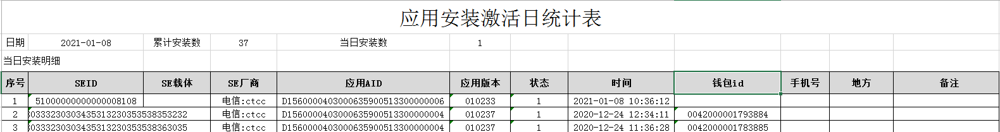 应用安装激活日统计表
日期 2021-01-08 累计安装数 37 当日安装数 1
当日安装明细
序号 SEID SE载体 SE厂商 应用AID 应用版本 状态 时间 钱包id 手机号 地方 备注
1 51000000000000008108 电信:ctcc D1560000403000635900513300000006 010233 1 2021-01-08 10:36:12
2 30333230303435313230353538353232 电信:ctcc D1560000403000635900513300000004 010237 1 2020-12-24 12:34:11 0042000001793884
3 30333230303435313230353538363035 电信:ctcc D1560000403000635900513300000004 010237 1 2020-12-24 11:36:28 0042000001783885